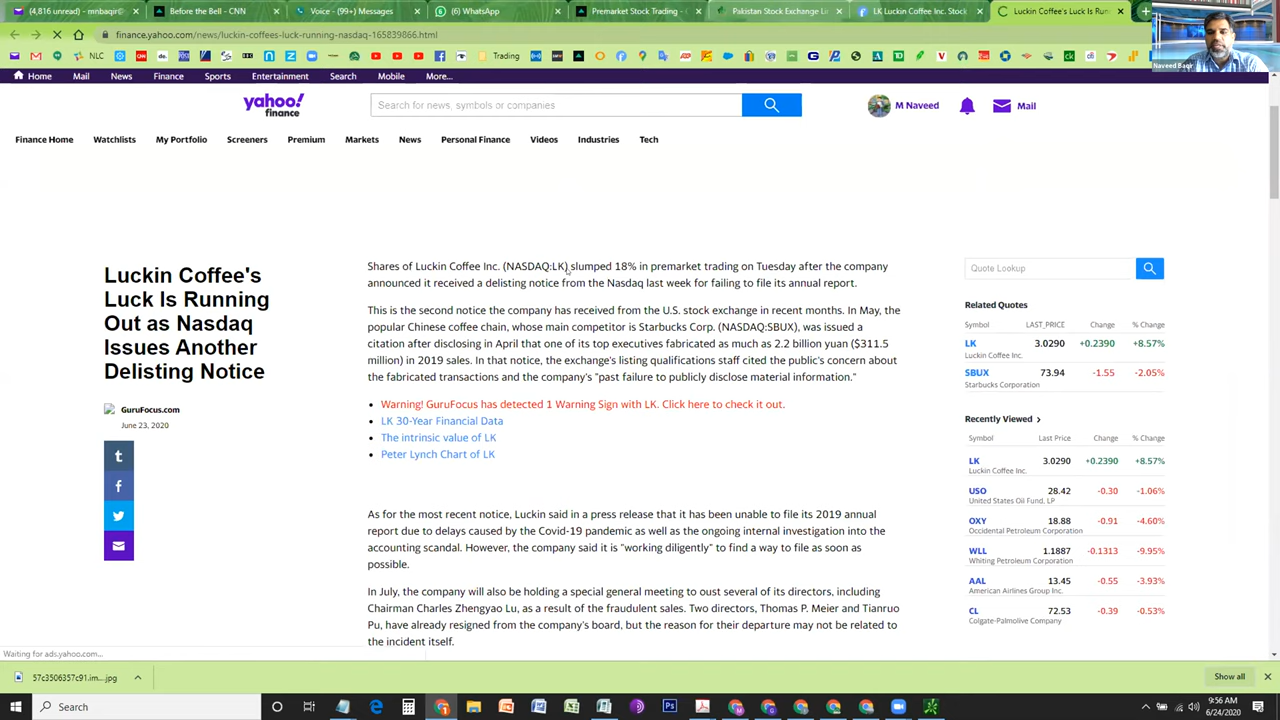 (4,816 unread) - mnbaqir@
Before the Bell - CNN
Voice - (99+) Messages
(6) WhatsApp
Premarket Stock Trading -
Pakistan Stock Exchange Li
LK Luckin Coffee Inc. Stock
Luckin Coffee's Luck Is Run
finance.yahoo.com/news/luckin-coffees-luck-running-nasdaq-165839866.html
NLC
Trading
Naveed Baqir
Home
Mail
News
Finance
Sports
Entertainment
Search
Mobile
More...
yahoo!
finance
Search for news, symbols or companies
M Naveed
Mail
Finance Home
Watchlists
My Portfolio
Screeners
Premium
Markets
News
Personal Finance
Videos
Industries
Tech
Luckin Coffee's
Luck Is Running
Out as Nasdaq
Issues Another
Delisting Notice
GuruFocus.com
June 23, 2020
Shares of Luckin Coffee Inc. (NASDAQ:LK) slumped 18% in premarket trading on Tuesday after the company
announced it received a delisting notice from the Nasdaq last week for failing to file its annual report.
This is the second notice the company has received from the U.S. stock exchange in recent months. In May, the
popular Chinese coffee chain, whose main competitor is Starbucks Corp. (NASDAQ:SBUX), was issued a
citation after disclosing in April that one of its top executives fabricated as much as 2.2 billion yuan ($311.5
million) in 2019 sales. In that notice, the exchange's listing qualifications staff cited the public's concern about
the fabricated transactions and the company's "past failure to publicly disclose material information."
Warning! GuruFocus has detected 1 Warning Sign with LK. Click here to check it out.
LK 30-Year Financial Data
The intrinsic value of LK
Peter Lynch Chart of LK
As for the most recent notice, Luckin said in a press release that it has been unable to file its 2019 annual
report due to delays caused by the Covid-19 pandemic as well as the ongoing internal investigation into the
accounting scandal. However, the company said it is "working diligently" to find a way to file as soon as
possible.
In July, the company will also be holding a special general meeting to oust several of its directors, including
Chairman Charles Zhengyao Lu, as a result of the fraudulent sales. Two directors, Thomas P. Meier and Tianruo
Pu, have already resigned from the company's board, but the reason for their departure may not be related to
the incident itself.
Quote Lookup
Related Quotes
Symbol LAST_PRICE Change % Change
LK 3.0290 +0.2390 +8.57%
Luckin Coffee Inc.
SBUX 73.94 -1.55 -2.05%
Starbucks Corporation
Recently Viewed
Symbol Last Price Change % Change
LK 3.0290 +0.2390 +8.57%
Luckin Coffee Inc.
USO 28.42 -0.30 -1.06%
United States Oil Fund, LP
OXY 18.88 -0.91 -4.60%
Occidental Petroleum Corporation
WLL 1.1887 -0.1313 -9.95%
Whiting Petroleum Corporation
AAL 13.45 -0.55 -3.93%
American Airlines Group Inc.
CL 72.53 -0.39 -0.53%
Colgate-Palmolive Company
Waiting for ads.yahoo.com...
57c3506357c91.im....jpg
Show all
Search
9:56 AM
6/24/2020